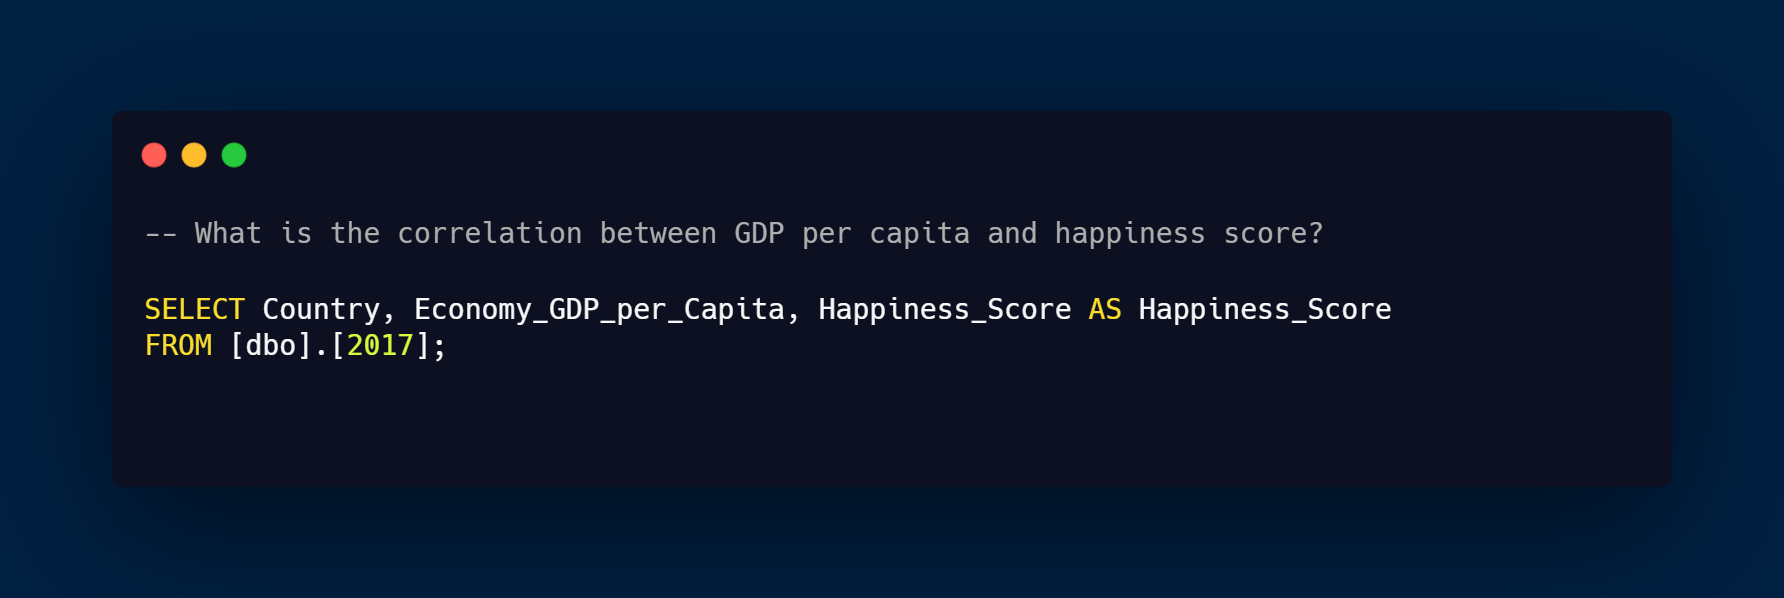 -- What is the correlation between GDP per capita and happiness score?
SELECT Country, Economy_GDP_per_Capita, Happiness_Score AS Happiness_Score
FROM [dbo].[2017];